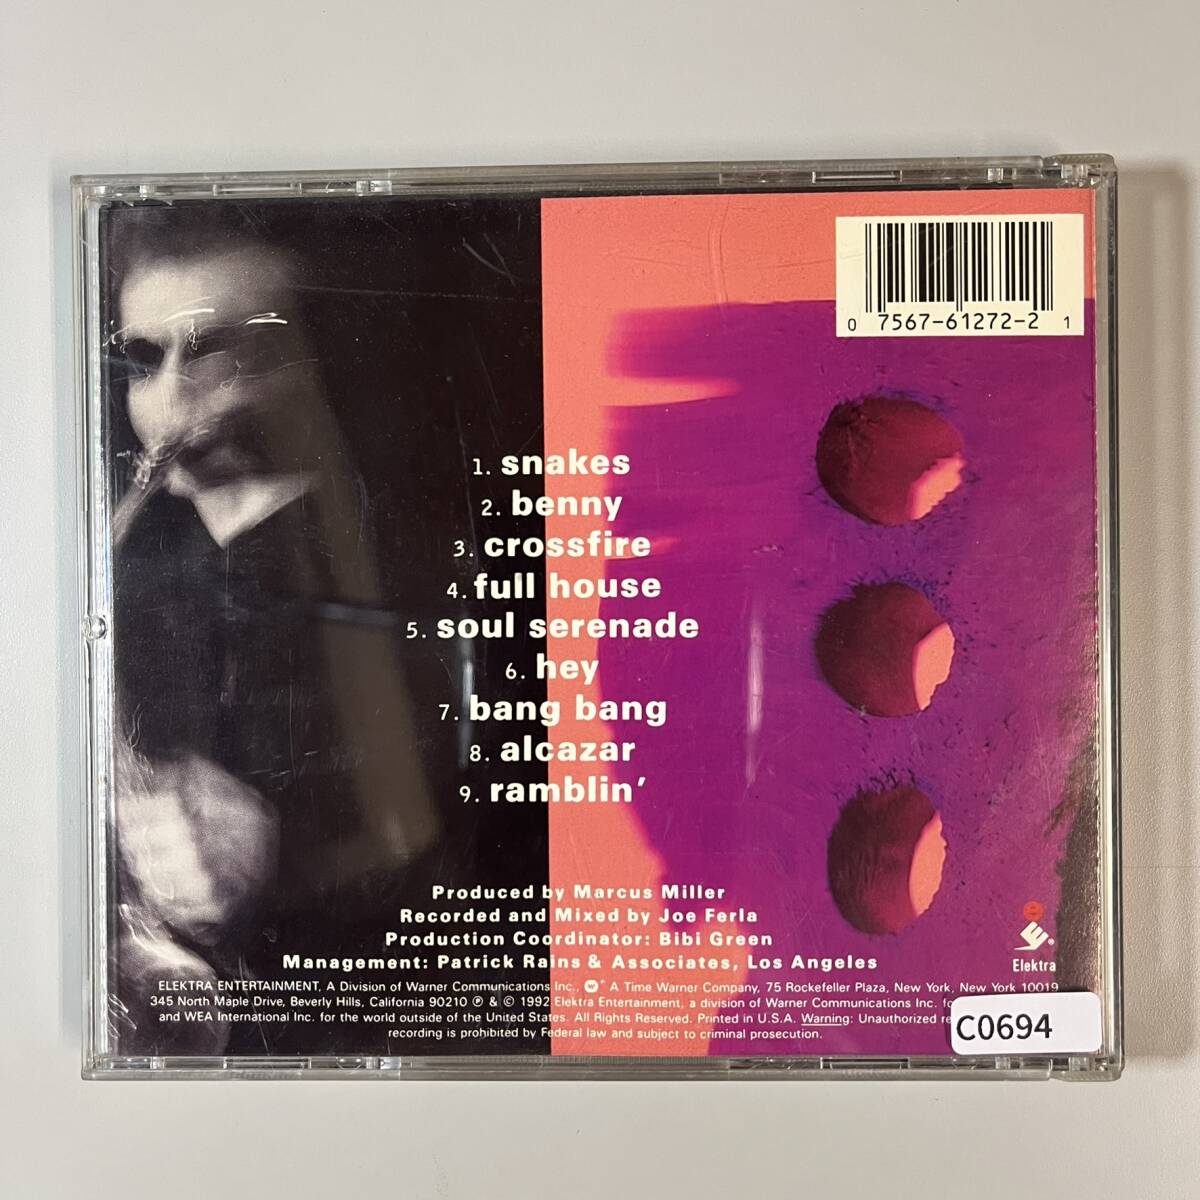 0 7567-61272-2 1
1. snakes
2. benny
3. crossfire
4. full house
5. soul serenade
6. hey
7. bang bang
8. alcazar
9. ramblin'
Produced by Marcus Miller
Recorded and Mixed by Joe Ferla
Production Coordinator: Bibi Green
Management: Patrick Rains & Associates, Los Angeles
Elektra
ELEKTRA ENTERTAINMENT, A Division of Warner Communications Inc., ® A Time Warner Company, 75 Rockefeller Plaza, New York, New York 10019
345 North Maple Drive, Beverly Hills, California 90210 ℗ & © 1992 Elektra Entertainment, a division of Warner Communications Inc.
and WEA International Inc. for the world outside of the United States. All Rights Reserved. Printed in U.S.A. Warning: Unauthorized
recording is prohibited by Federal law and subject to criminal prosecution.
C0694